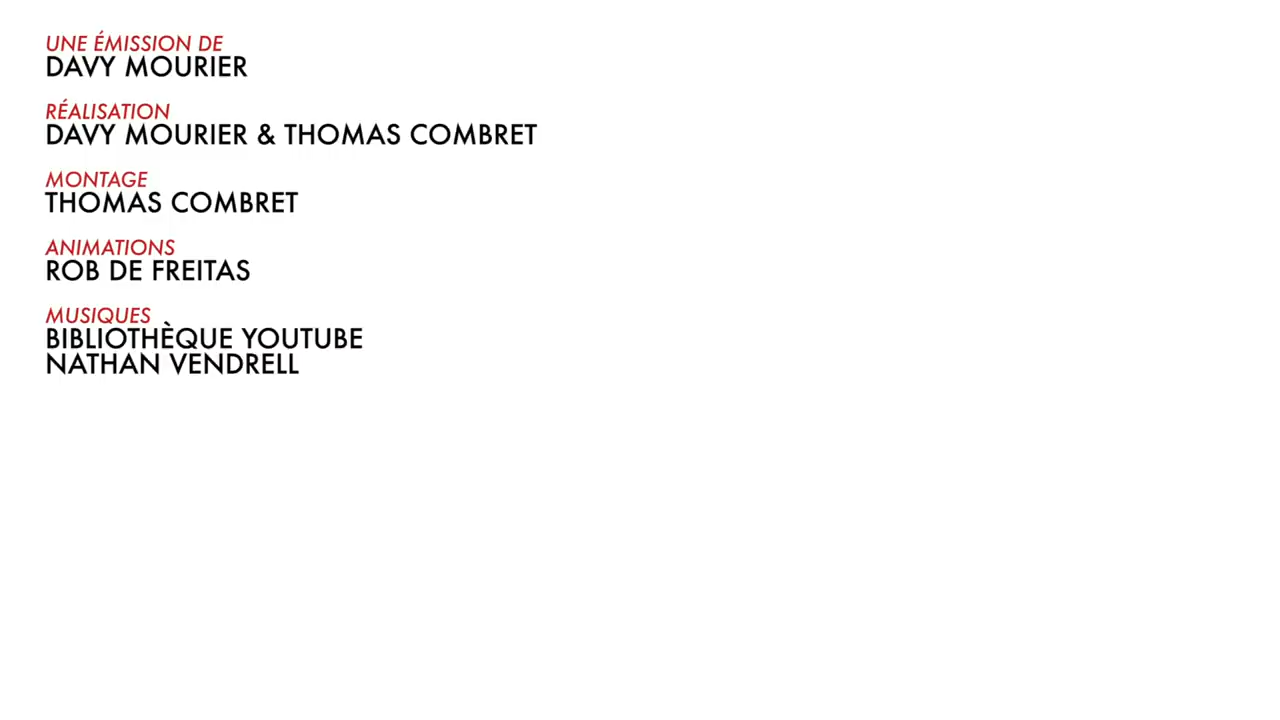 UNE ÉMISSION DE
DAVY MOURIER
RÉALISATION
DAVY MOURIER & THOMAS COMBRET
MONTAGE
THOMAS COMBRET
ANIMATIONS
ROB DE FREITAS
MUSIQUES
BIBLIOTHÈQUE YOUTUBE
NATHAN VENDRELL